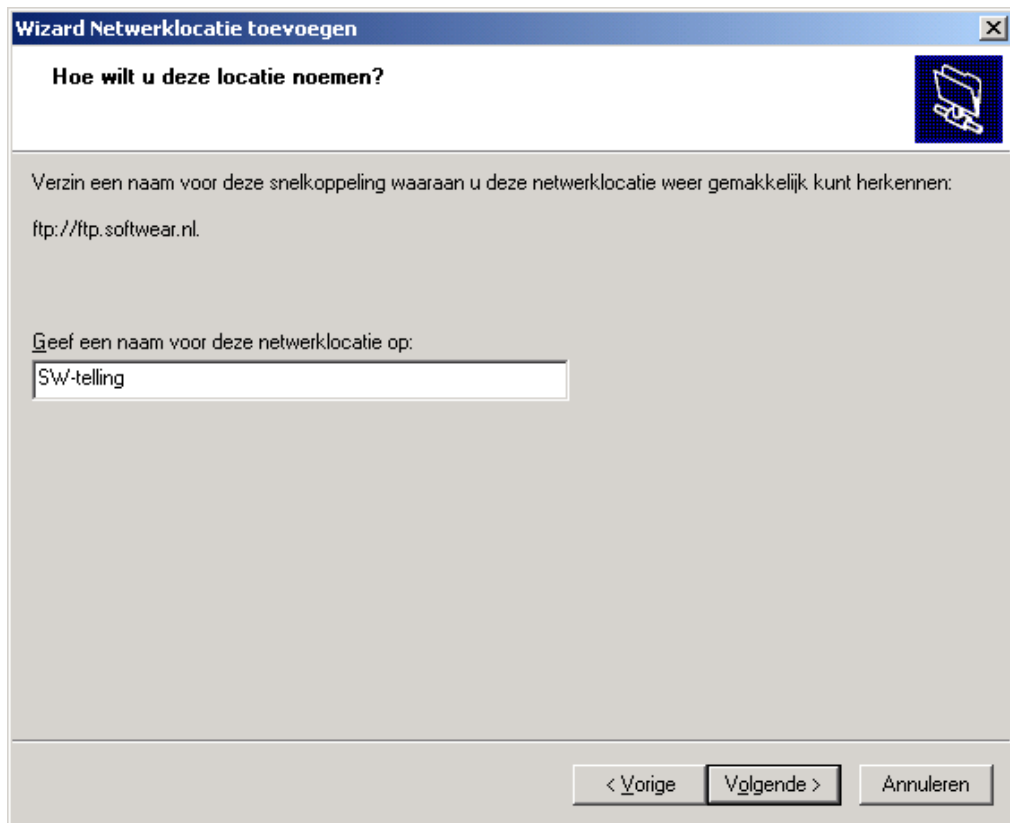 Wizard Netwerklocatie toevoegen
Hoe wilt u deze locatie noemen?
Verzin een naam voor deze snelkoppeling waaraan u deze netwerklocatie weer gemakkelijk kunt herkennen:
ftp://ftp.softwear.nl.
Geef een naam voor deze netwerklocatie op:
SW-telling
< Vorige Volgende > Annuleren